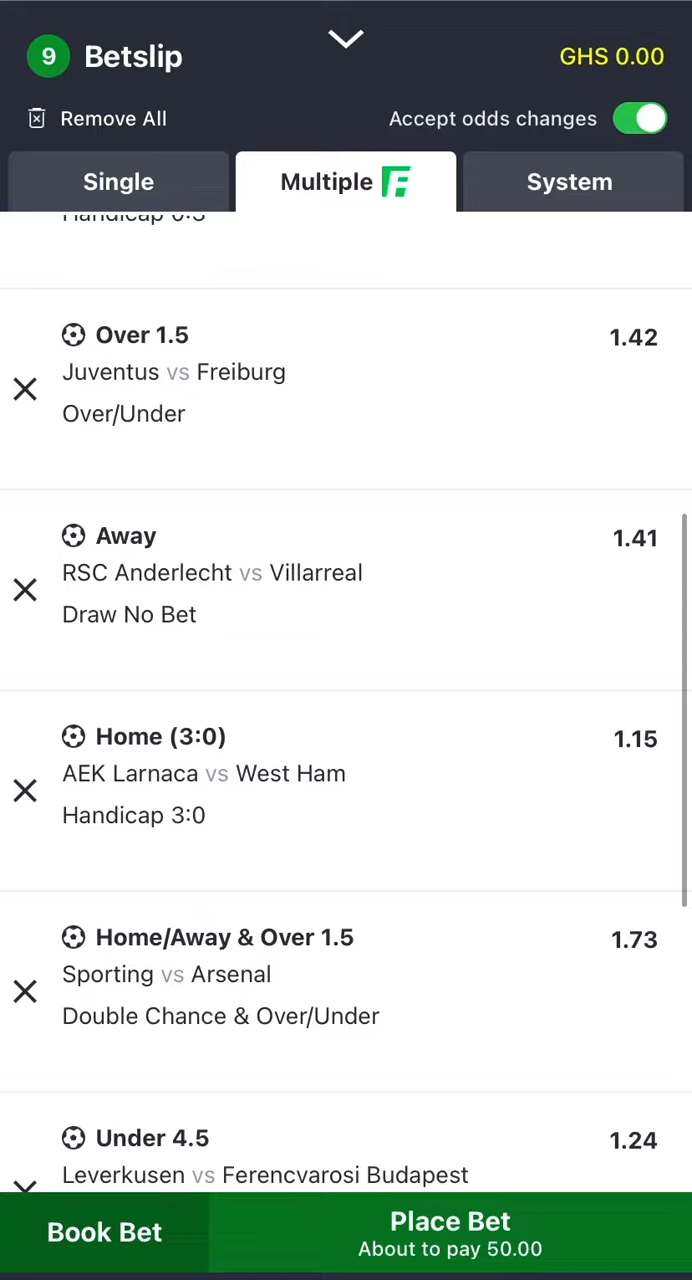 9 Betslip GHS 0.00
Remove All Accept odds changes
Single Multiple System
Handicap 0:3
Over 1.5 1.42
Juventus vs Freiburg
Over/Under
Away 1.41
RSC Anderlecht vs Villarreal
Draw No Bet
Home (3:0) 1.15
AEK Larnaca vs West Ham
Handicap 3:0
Home/Away & Over 1.5 1.73
Sporting vs Arsenal
Double Chance & Over/Under
Under 4.5 1.24
Leverkusen vs Ferencvarosi Budapest
Book Bet Place Bet
About to pay 50.00